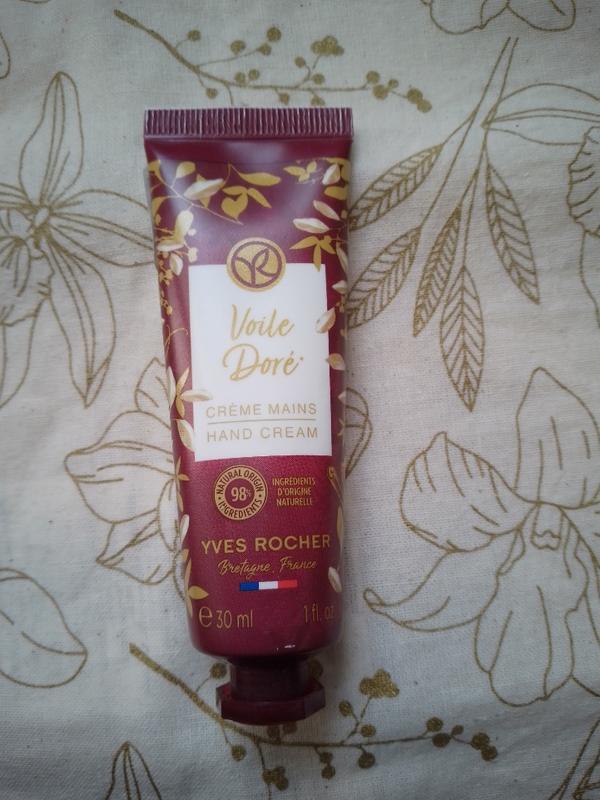 YR
Voile
Doré
CRÈME MAINS
HAND CREAM
NATURAL ORIGIN
98%
INGREDIENTS
INGRÉDIENTS
D'ORIGINE
NATURELLE
YVES ROCHER
Bretagne, France
e 30 ml 1 fl. oz